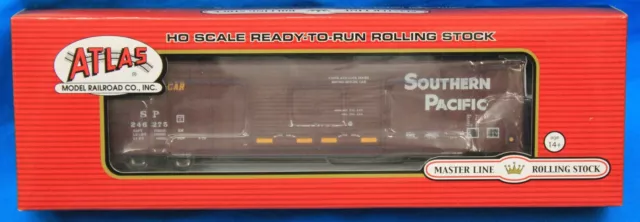 HO SCALE READY-TO-RUN ROLLING STOCK
ATLAS
MODEL RAILROAD CO., INC.
CAR
SP
246275
SOUTHERN
PACIFIC
AGE
14+
MASTER LINE ROLLING STOCK